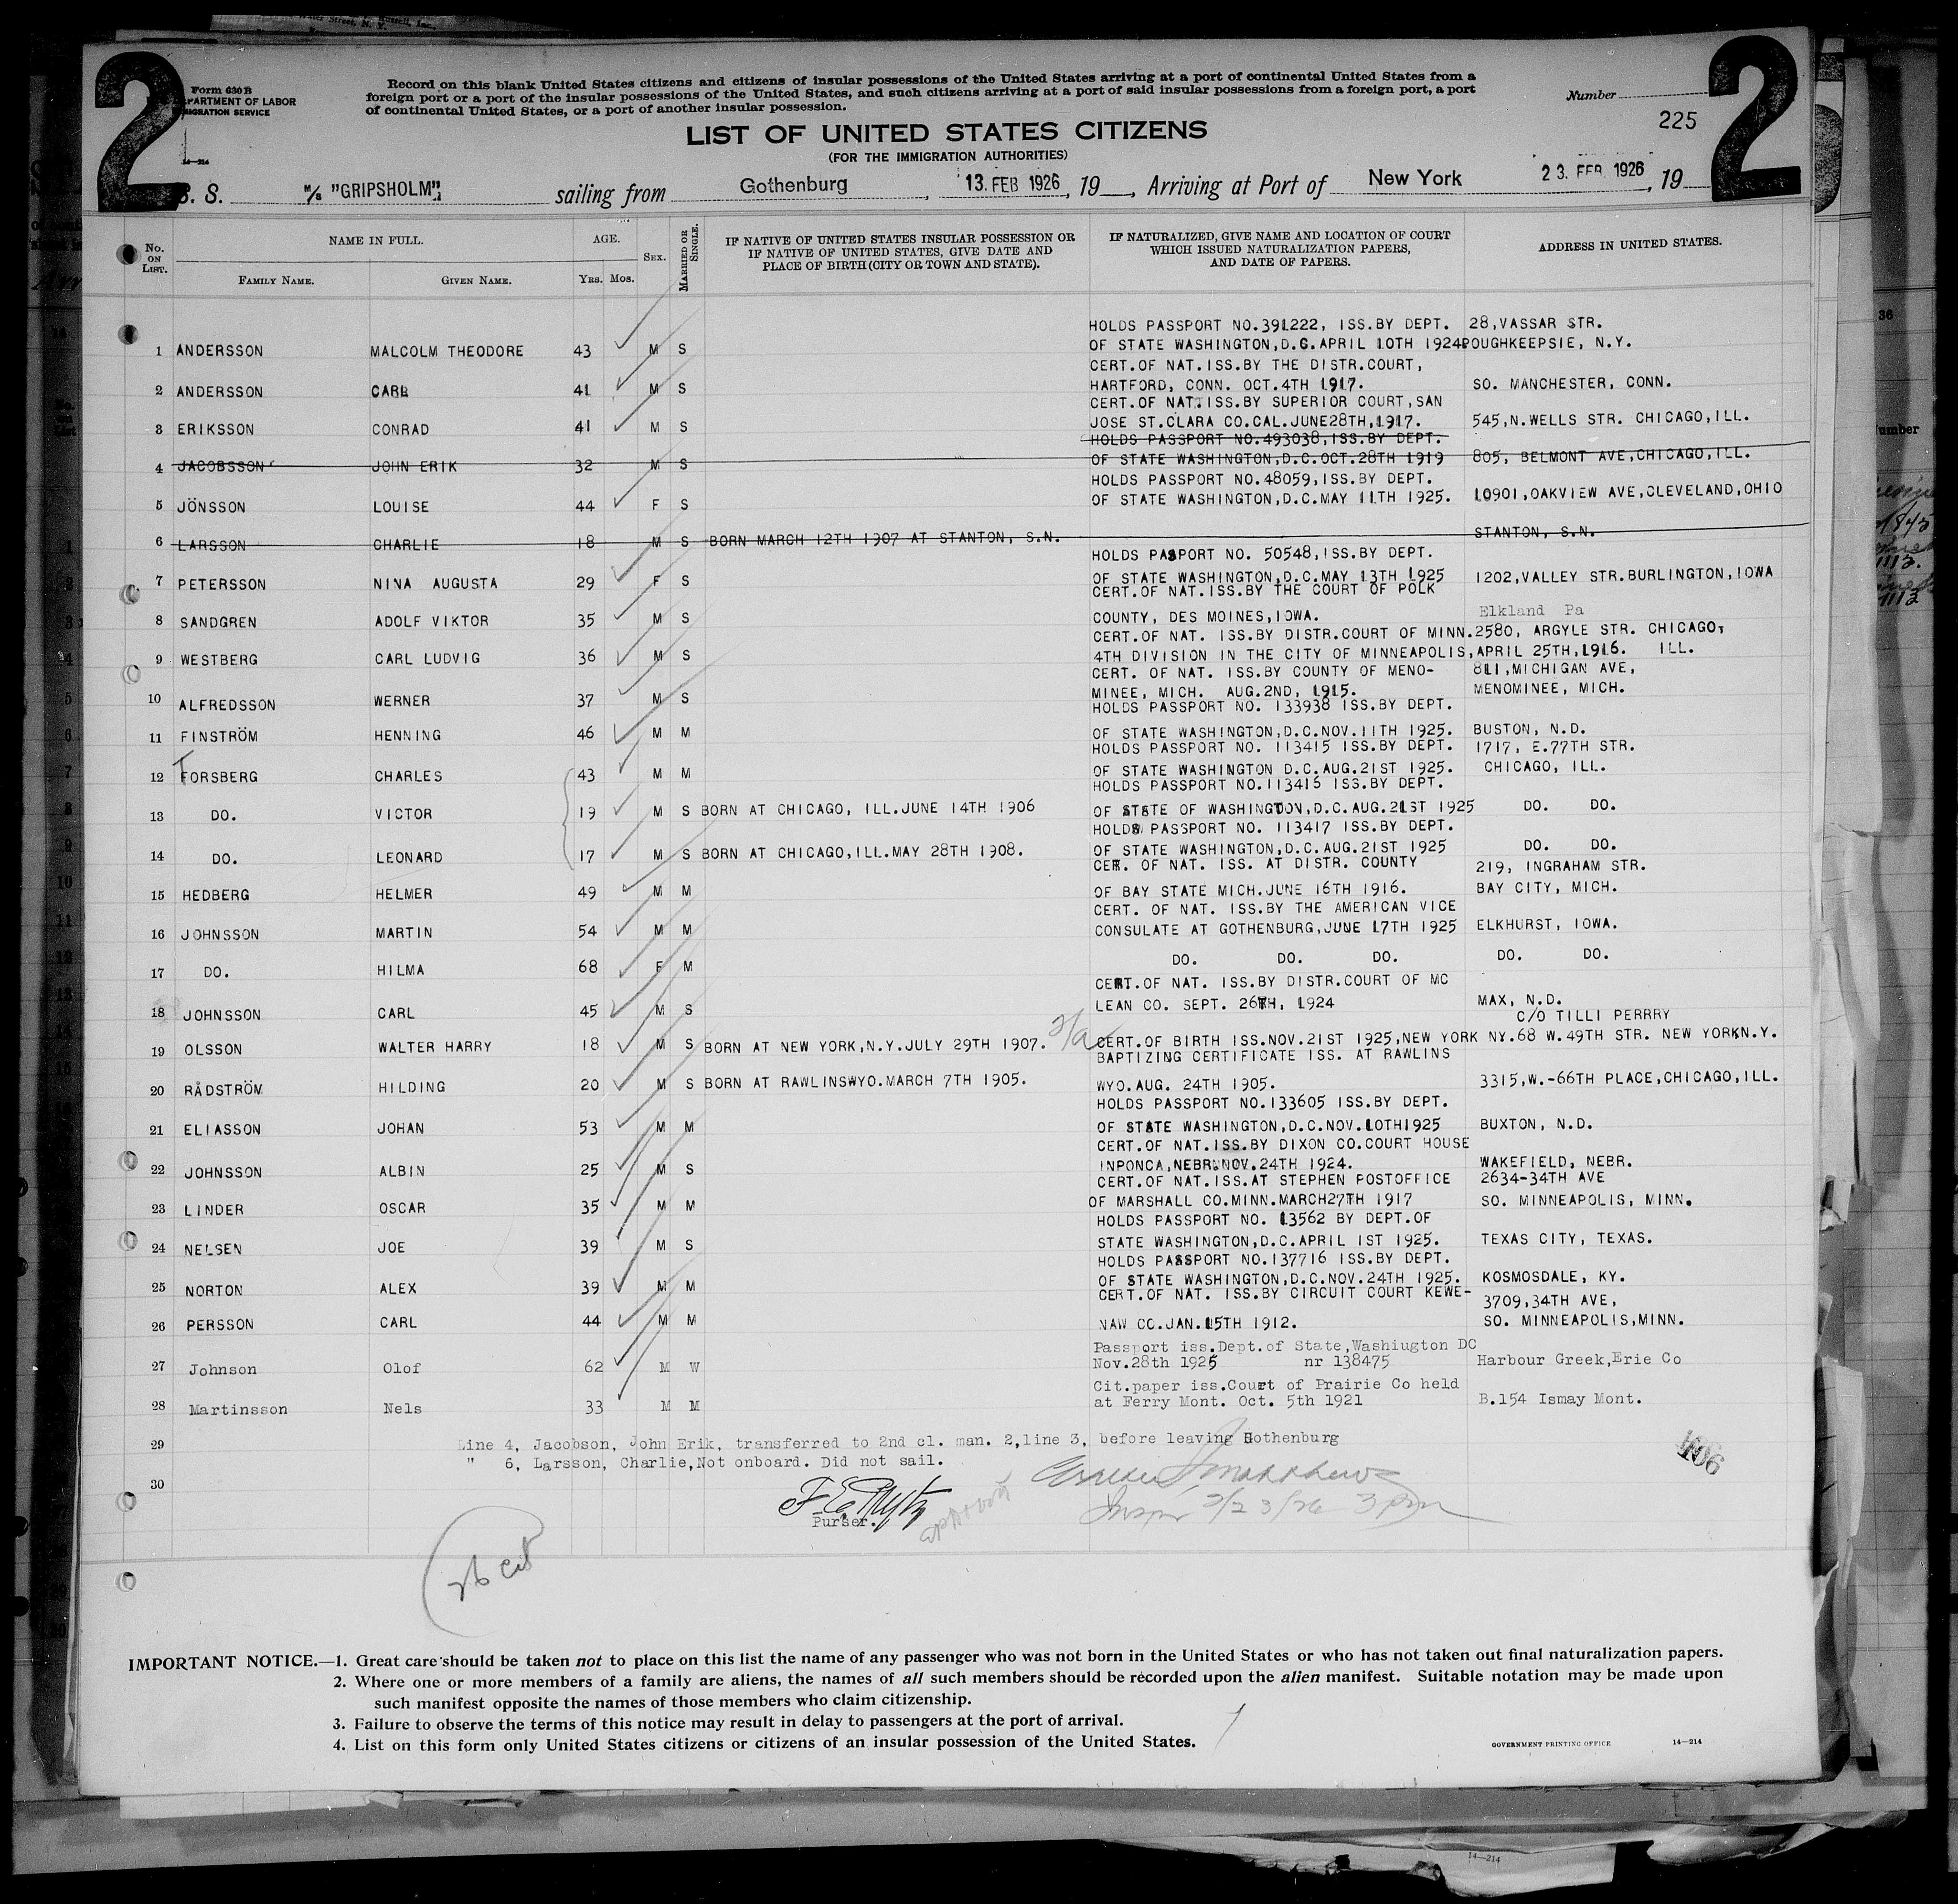 2
2
Form 630 B
DEPARTMENT OF LABOR
IMMIGRATION SERVICE
14—214
Record on this blank United States citizens and citizens of insular possessions of the United States arriving at a port of continental United States from a
foreign port or a port of the insular possessions of the United States, and such citizens arriving at a port of said insular possessions from a foreign port, a port
of continental United States, or a port of another insular possession.
Number
225
LIST OF UNITED STATES CITIZENS
(FOR THE IMMIGRATION AUTHORITIES)
S. S. M/S "GRIPSHOLM" sailing from Gothenburg, 13. FEB 1926, 19__, Arriving at Port of New York 23. FEB 1926, 19
No. ON LIST. NAME IN FULL. AGE. SEX. MARRIED OR SINGLE. IF NATIVE OF UNITED STATES INSULAR POSSESSION OR IF NATIVE OF UNITED STATES, GIVE DATE AND PLACE OF BIRTH (CITY OR TOWN AND STATE). IF NATURALIZED, GIVE NAME AND LOCATION OF COURT WHICH ISSUED NATURALIZATION PAPERS, AND DATE OF PAPERS. ADDRESS IN UNITED STATES.
FAMILY NAME. GIVEN NAME. YRS. MOS.
HOLDS PASSPORT NO.391222, ISS.BY DEPT. 28,VASSAR STR.
1 ANDERSSON MALCOLM THEODORE 43 M S OF STATE WASHINGTON,D.C.APRIL 10TH 1924 POUGHKEEPSIE, N.Y.
CERT.OF NAT.ISS.BY THE DISTR.COURT,
2 ANDERSSON CARL 41 M S HARTFORD, CONN. OCT.4TH 1917. SO. MANCHESTER, CONN.
CERT.OF NAT.ISS.BY SUPERIOR COURT,SAN
3 ERIKSSON CONRAD 41 M S JOSE ST.CLARA CO.CAL.JUNE28TH,1917. 545,N.WELLS STR. CHICAGO,ILL.
HOLDS PASSPORT NO.493038,ISS.BY DEPT.
4 JACOBSSON JOHN ERIK 32 M S OF STATE WASHINGTON,D.C.OCT.28TH 1919 805, BELMONT AVE,CHICAGO,ILL.
HOLDS PASSPORT NO.48059,ISS.BY DEPT.
5 JÖNSSON LOUISE 44 F S OF STATE WASHINGTON,D.C.MAY 11TH 1925. 10901,OAKVIEW AVE,CLEVELAND,OHIO
6 LARSSON CHARLIE 18 M S BORN MARCH 12TH 1907 AT STANTON, S.N. STANTON, S.N.
HOLDS PASPORT NO. 50548,ISS.BY DEPT.
7 PETERSSON NINA AUGUSTA 29 F S OF STATE WASHINGTON,D.C.MAY 13TH 1925 1202,VALLEY STR.BURLINGTON,IOWA
CERT.OF NAT.ISS.BY THE COURT OF POLK
8 SANDGREN ADOLF VIKTOR 35 M S COUNTY, DES MOINES,IOWA. Elkland Pa
CERT.OF NAT. ISS.BY DISTR.COURT OF MINN. 2580, ARGYLE STR. CHICAGO,
9 WESTBERG CARL LUDVIG 36 M S 4TH DIVISION IN THE CITY OF MINNEAPOLIS,APRIL 25TH,1916. ILL.
CERT. OF NAT. ISS.BY COUNTY OF MENO- 811,MICHIGAN AVE,
10 ALFREDSSON WERNER 37 M S MINEE, MICH. AUG.2ND, 1915. MENOMINEE, MICH.
HOLDS PASSPORT NO. 133938 ISS.BY DEPT.
11 FINSTRÖM HENNING 46 M M OF STATE WASHINGTON,D.C.NOV.11TH 1925. BUSTON, N.D.
HOLDS PASSPORT NO. 113415 ISS.BY DEPT. 1717, E.77TH STR.
12 FORSBERG CHARLES 43 M M OF STATE WASHINGTON D.C.AUG.21ST 1925. CHICAGO, ILL.
HOLDS PASSPORT NO.113416 ISS.BY DEPT.
13 DO. VICTOR 19 M S BORN AT CHICAGO, ILL.JUNE 14TH 1906 OF STATE OF WASHINGTON,D.C.AUG.21ST 1925 DO. DO.
HOLDS PASSPORT NO. 113417 ISS.BY DEPT.
14 DO. LEONARD 17 M S BORN AT CHICAGO,ILL.MAY 28TH 1908. OF STATE WASHINGTON,D.C.AUG.21ST 1925 DO. DO.
CER. OF NAT. ISS. AT DISTR. COUNTY 219, INGRAHAM STR.
15 HEDBERG HELMER 49 M M OF BAY STATE MICH.JUNE 16TH 1916. BAY CITY, MICH.
CERT. OF NAT. ISS.BY THE AMERICAN VICE
16 JOHNSSON MARTIN 54 M M CONSULATE AT GOTHENBURG,JUNE 17TH 1925 ELKHURST, IOWA.
17 DO. HILMA 68 F M DO. DO. DO. DO. DO.
CERT.OF NAT. ISS.BY DISTR.COURT OF MC
18 JOHNSSON CARL 45 M S LEAN CO. SEPT. 26TH, 1924 MAX, N.D.
C/O TILLI PERRRY
19 OLSSON WALTER HARRY 18 M S BORN AT NEW YORK,N.Y.JULY 29TH 1907. CERT.OF BIRTH ISS.NOV.21ST 1925,NEW YORK NY. 68 W.49TH STR. NEW YORK N.Y.
BAPTIZING CERTIFICATE ISS. AT RAWLINS
20 RÅDSTRÖM HILDING 20 M S BORN AT RAWLINSWYO.MARCH 7TH 1905. WYO.AUG. 24TH 1905. 3315,W.-66TH PLACE,CHICAGO,ILL.
HOLDS PASSPORT NO.133605 ISS.BY DEPT.
21 ELIASSON JOHAN 53 M M OF STATE WASHINGTON,D.C.NOV.10TH1925 BUXTON, N.D.
CERT.OF NAT.ISS.BY DIXON CO.COURT HOUSE
22 JOHNSSON ALBIN 25 M S INPONCA,NEBR.NOV.24TH 1924. WAKEFIELD, NEBR.
CERT.OF NAT.ISS.AT STEPHEN POSTOFFICE 2634-34TH AVE
23 LINDER OSCAR 35 M M OF MARSHALL CO.MINN.MARCH27TH 1917 SO. MINNEAPOLIS, MINN.
HOLDS PASSPORT NO. 13562 BY DEPT.OF
24 NELSEN JOE 39 M S STATE WASHINGTON,D.C.APRIL 1ST 1925. TEXAS CITY, TEXAS.
HOLDS PASSPORT NO.137716 ISS.BY DEPT.
25 NORTON ALEX 39 M M OF STATE WASHINGTON,D.C.NOV.24TH 1925. KOSMOSDALE, KY.
CERT.OF NAT. ISS.BY CIRCUIT COURT KEWE- 3709,34TH AVE,
26 PERSSON CARL 44 M M NAW CO.JAN.15TH 1912. SO. MINNEAPOLIS,MINN.
Passport iss.Dept.of State,Washiugton DC
27 Johnson Olof 62 M W Nov.28th 1925 nr 138475 Harbour Greek,Erie Co
Cit.paper iss.Court of Prairie Co held
28 Martinsson Nels 33 M M at Ferry Mont. Oct. 5th 1921 B.154 Ismay Mont.
29 Line 4, Jacobson, John Erik, transferred to 2nd cl. man. 2,line 3, before leaving Gothenburg
" 6, Larsson, Charlie,Not onboard. Did not sail.
30
Purser.
Inspr 2/23/26 3 pm
26 cit
IMPORTANT NOTICE.—1. Great care should be taken not to place on this list the name of any passenger who was not born in the United States or who has not taken out final naturalization papers.
2. Where one or more members of a family are aliens, the names of all such members should be recorded upon the alien manifest. Suitable notation may be made upon
such manifest opposite the names of those members who claim citizenship.
3. Failure to observe the terms of this notice may result in delay to passengers at the port of arrival.
4. List on this form only United States citizens or citizens of an insular possession of the United States.
GOVERNMENT PRINTING OFFICE 14—214
14—214